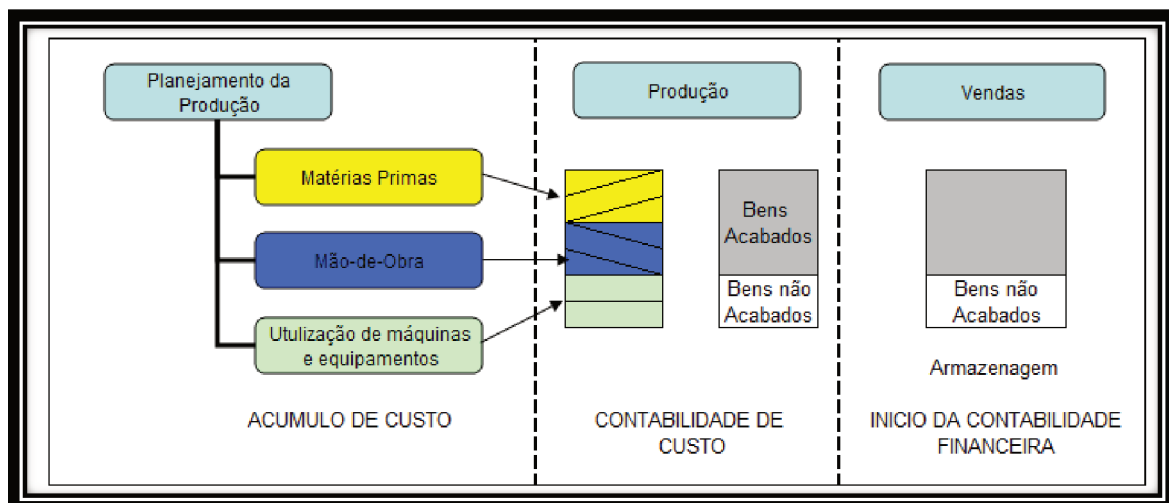 Planejamento da
Produção
Matérias Primas
Mão-de-Obra
Utulização de máquinas
e equipamentos
ACUMULO DE CUSTO
Produção
Bens
Acabados
Bens não
Acabados
CONTABILIDADE DE
CUSTO
Vendas
Bens não
Acabados
Armazenagem
INICIO DA CONTABILIDADE
FINANCEIRA